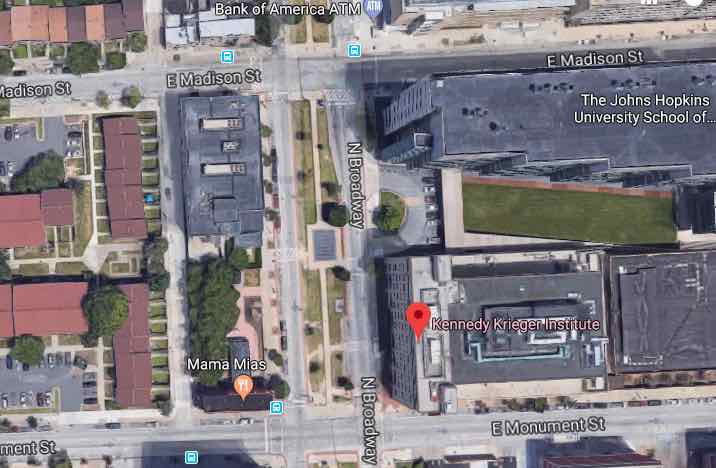 Bank of America ATM
ATM
E Madison St
E Madison St
Madison St
The Johns Hopkins
University School of...
N Broadway
Kennedy Krieger Institute
Mama Mias
N Broadway
E Monument St
ment St